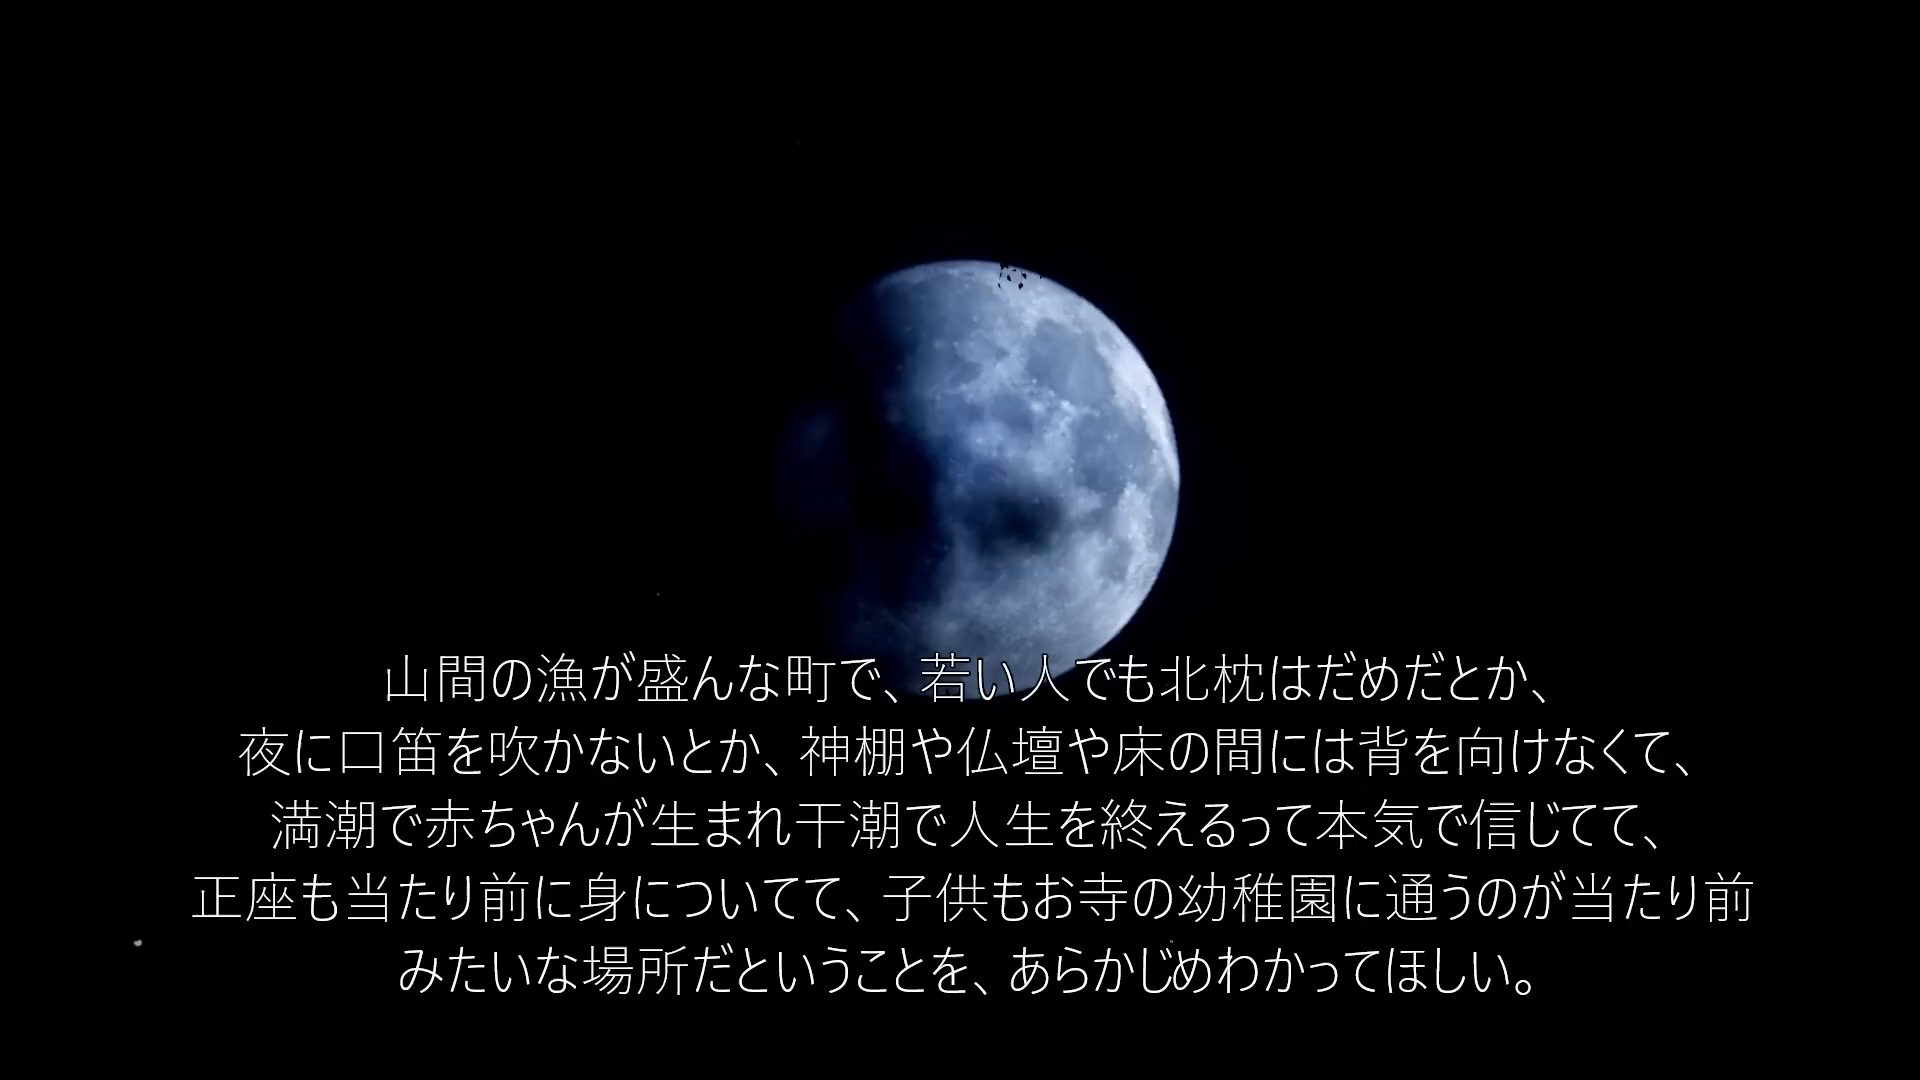 山間の漁が盛んな町で、若い人でも北枕はだめだとか、
夜に口笛を吹かないとか、神棚や仏壇や床の間には背を向けなくて、
満潮で赤ちゃんが生まれ干潮で人生を終えるって本気で信じてて、
正座も当たり前に身についてて、子供もお寺の幼稚園に通うのが当たり前
みたいな場所だということを、あらかじめわかってほしい。